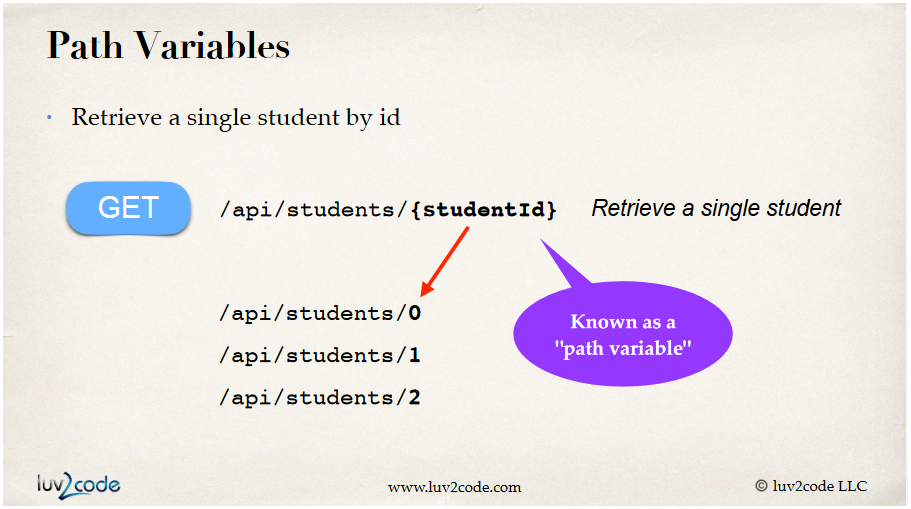 Path Variables
• Retrieve a single student by id
GET /api/students/{studentId} Retrieve a single student
/api/students/0
/api/students/1
/api/students/2
Known as a
"path variable"
luv2code
www.luv2code.com
© luv2code LLC